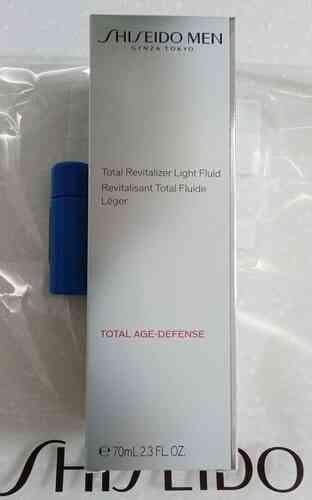 SHISEIDO MEN
GINZA TOKYO
Total Revitalizer Light Fluid
Revitalisant Total Fluide
Léger
TOTAL AGE-DEFENSE
℮ 70mL 2.3 FL. OZ.
SHISEIDO